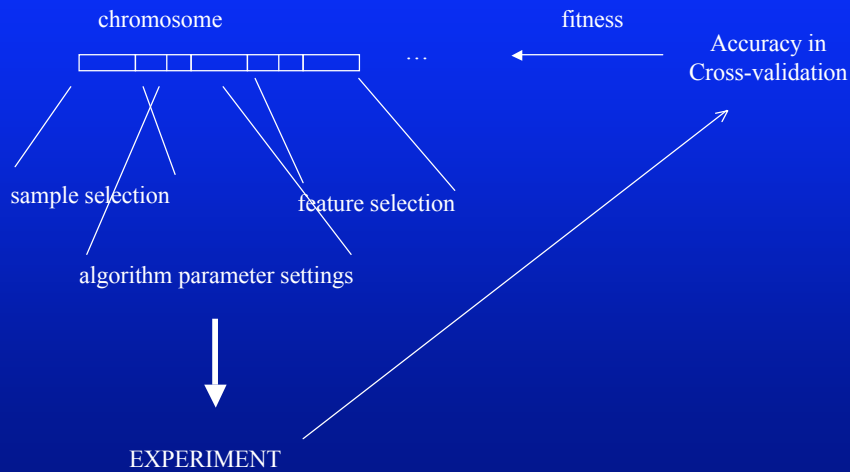 chromosome
fitness
…
Accuracy in
Cross-validation
sample selection
feature selection
algorithm parameter settings
EXPERIMENT